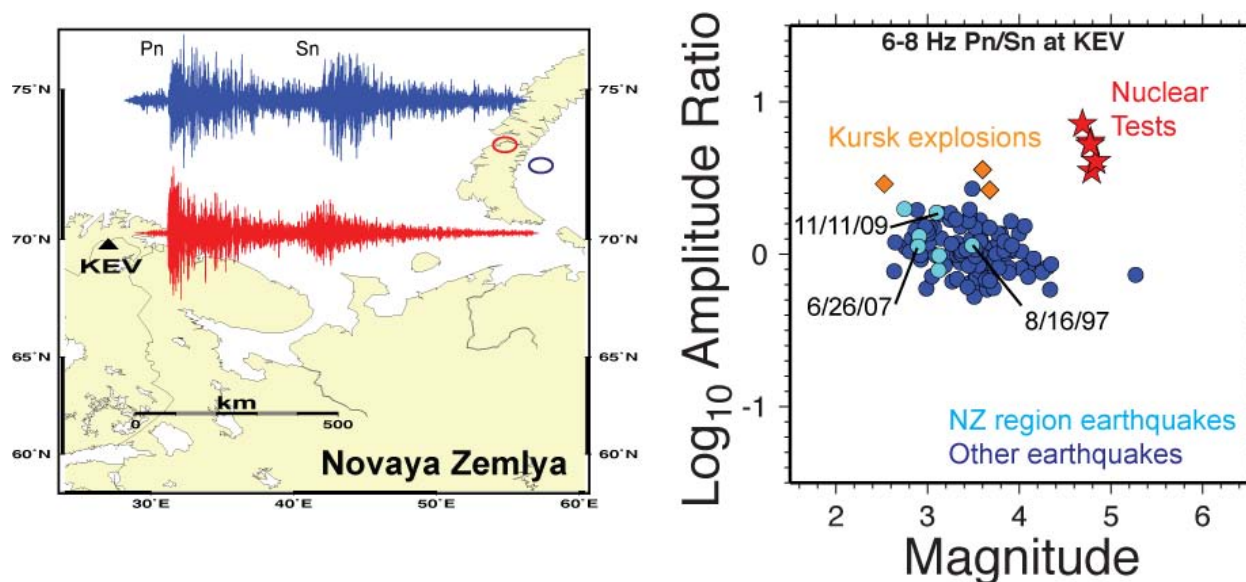 Pn
Sn
75°N
75°N
70°N
70°N
KEV
65°N
65°N
km
0
500
60°N
60°N
Novaya Zemlya
30°E
40°E
50°E
60°E
6-8 Hz Pn/Sn at KEV
Log10 Amplitude Ratio
1
0
-1
Nuclear
Tests
Kursk explosions
11/11/09
6/26/07
8/16/97
NZ region earthquakes
Other earthquakes
2
3
4
5
6
Magnitude